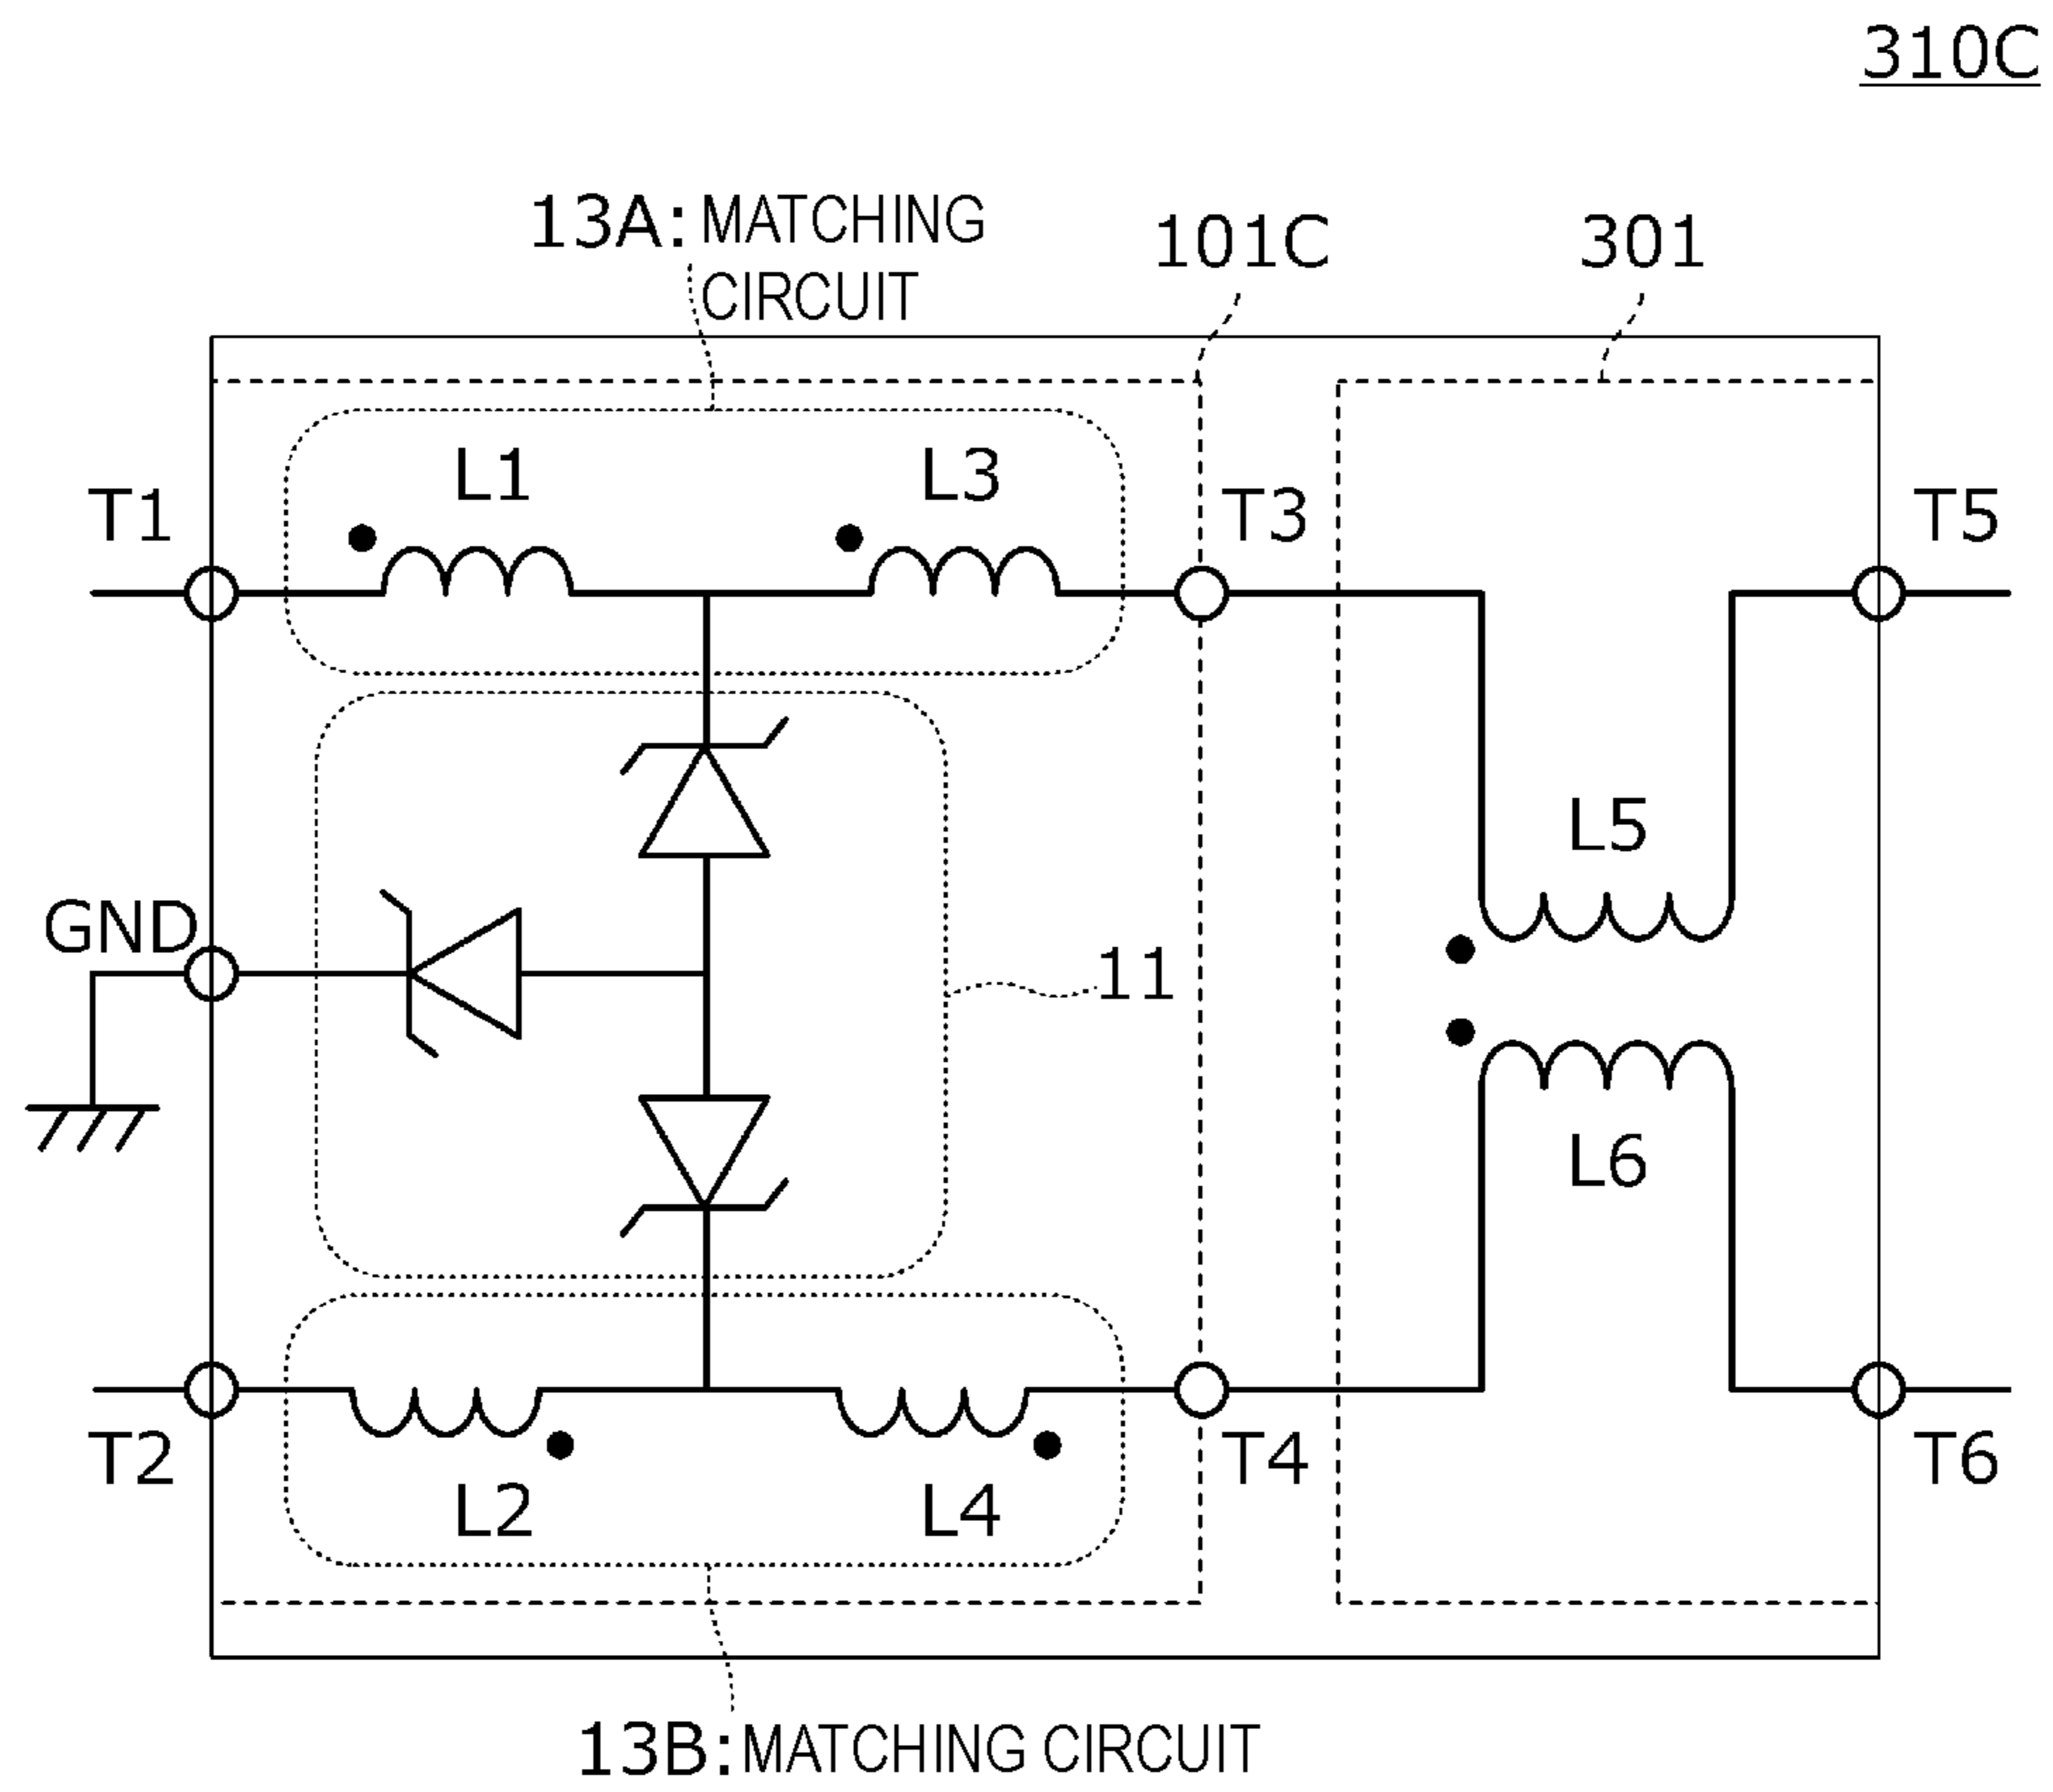 310C
13A: MATCHING
CIRCUIT
101C
301
L1
L3
T1
T3
T5
L5
GND
11
L6
T2
L2
L4
T4
T6
13B: MATCHING CIRCUIT